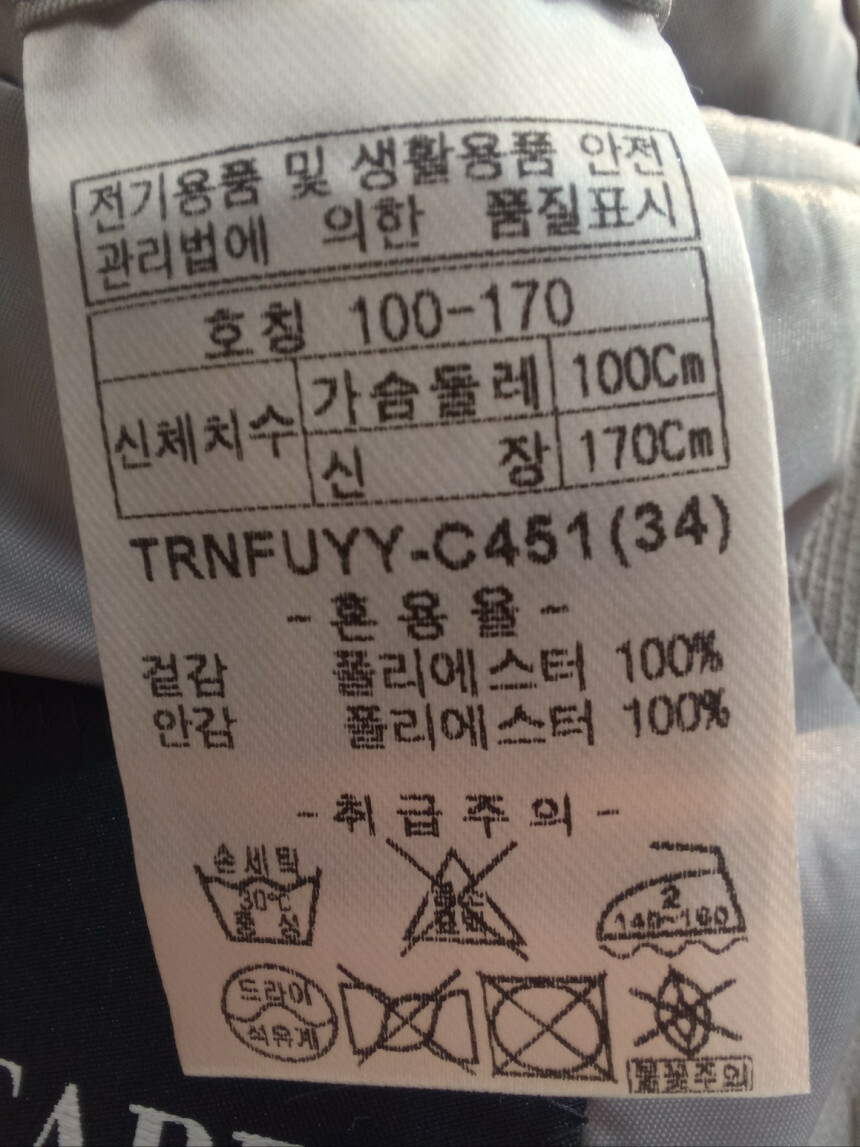 전기용품 및 생활용품 안전
관리법에 의한 품질표시
호칭 100-170
신체치수 가슴둘레 100Cm
신 장 170Cm
TRNFUYY-C451(34)
-혼용율-
겉감 폴리에스터 100%
안감 폴리에스터 100%
-취급주의-
손세탁
30℃
중성
2
140~160
드라이
석유계
불꽃주의